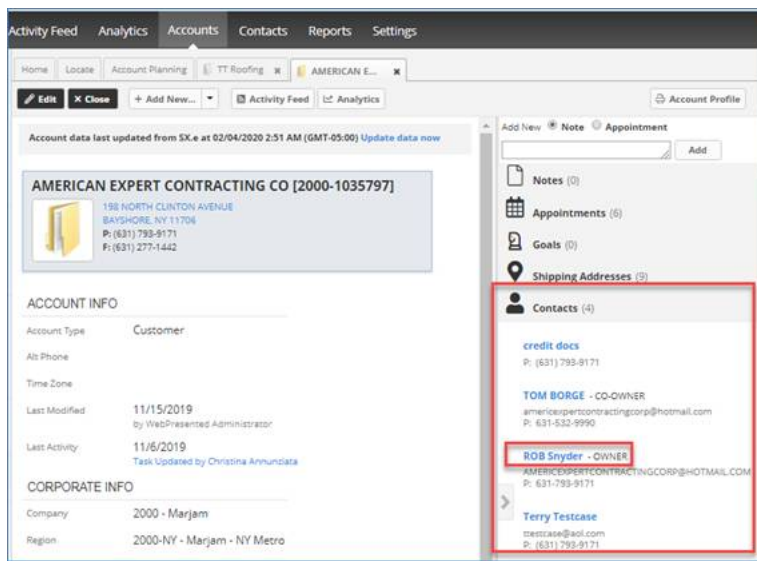 Activity Feed Analytics Accounts Contacts Reports Settings
Home Locate Account Planning TT Roofing x AMERICAN E... x
Edit X Close + Add New... Activity Feed Analytics Account Profile
Account data last updated from SX.e at 02/04/2020 2:51 AM (GMT-05:00) Update data now
AMERICAN EXPERT CONTRACTING CO [2000-1035797]
198 NORTH CLINTON AVENUE
BAYSHORE, NY 11706
P: (631) 793-9171
F: (631) 277-1442
ACCOUNT INFO
Account Type Customer
Alt Phone
Time Zone
Last Modified 11/15/2019
by WebPresented Administrator
Last Activity 11/6/2019
Task Updated by Christina Annunziata
CORPORATE INFO
Company 2000 - Marjam
Region 2000-NY - Marjam - NY Metro
Add New Note Appointment
Add
Notes (0)
Appointments (6)
Goals (0)
Shipping Addresses (9)
Contacts (4)
credit docs
P: (631) 793-9171
TOM BORGE - CO-OWNER
americexpertcontractingcorp@hotmail.com
P: 631-532-9990
ROB Snyder - OWNER
AMERICEXPERTCONTRACTINGCORP@HOTMAIL.COM
P: 631-793-9171
Terry Testcase
ttestcase@aol.com
P: (631) 793-9171